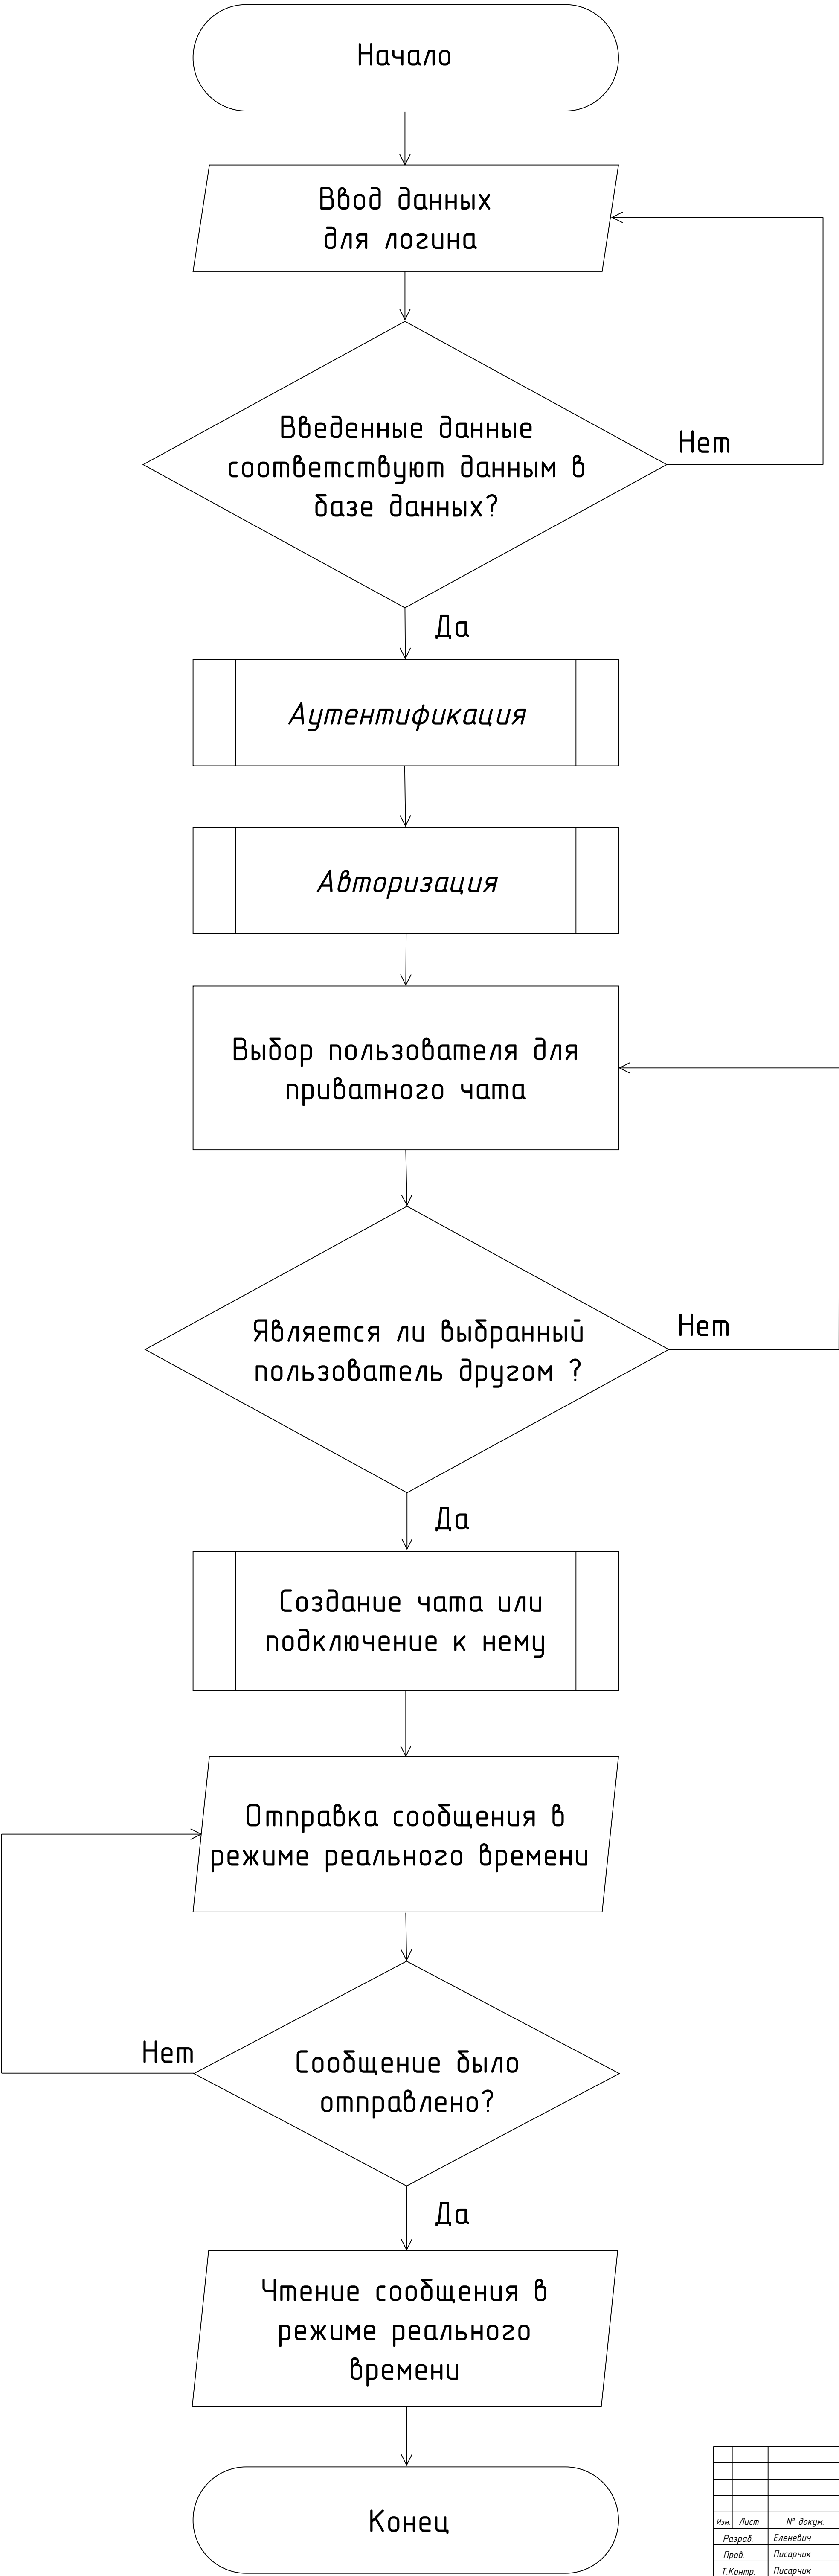 Начало
Ввод данных
для логина
Введенные данные
соответствуют данным в
базе данных?
Нет
Да
Аутентификация
Авторизация
Выбор пользователя для
приватного чата
Является ли выбранный
пользователь другом ?
Нет
Да
Создание чата или
подключение к нему
Отправка сообщения в
режиме реального времени
Сообщение было
отправлено?
Нет
Да
Чтение сообщения в
режиме реального
времени
Конец
Изм. Лист № докум.
Разраб. Еленевич
Пров. Писарчик
Т.Контр. Писарчик